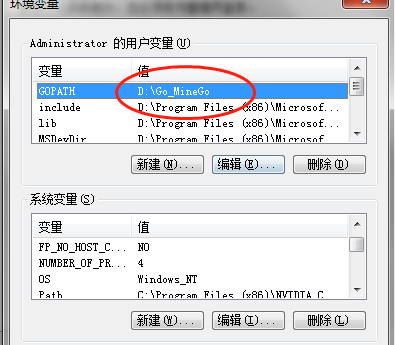 环境变量
Administrator 的用户变量(U)
变量 值
GOPATH D:\Go_MineGo
include D:\Program Files (x86)\Microsof...
lib D:\Program Files (x86)\Microsof...
MSDevDir D:\Program Files (x86)\Microsof...
新建(N)... 编辑(E)... 删除(D)
系统变量(S)
变量 值
FP_NO_HOST_C... NO
NUMBER_OF_PR... 4
OS Windows_NT
Path C:\Program Files (x86)\NVIDIA C
新建(W)... 编辑(I)... 删除(L)